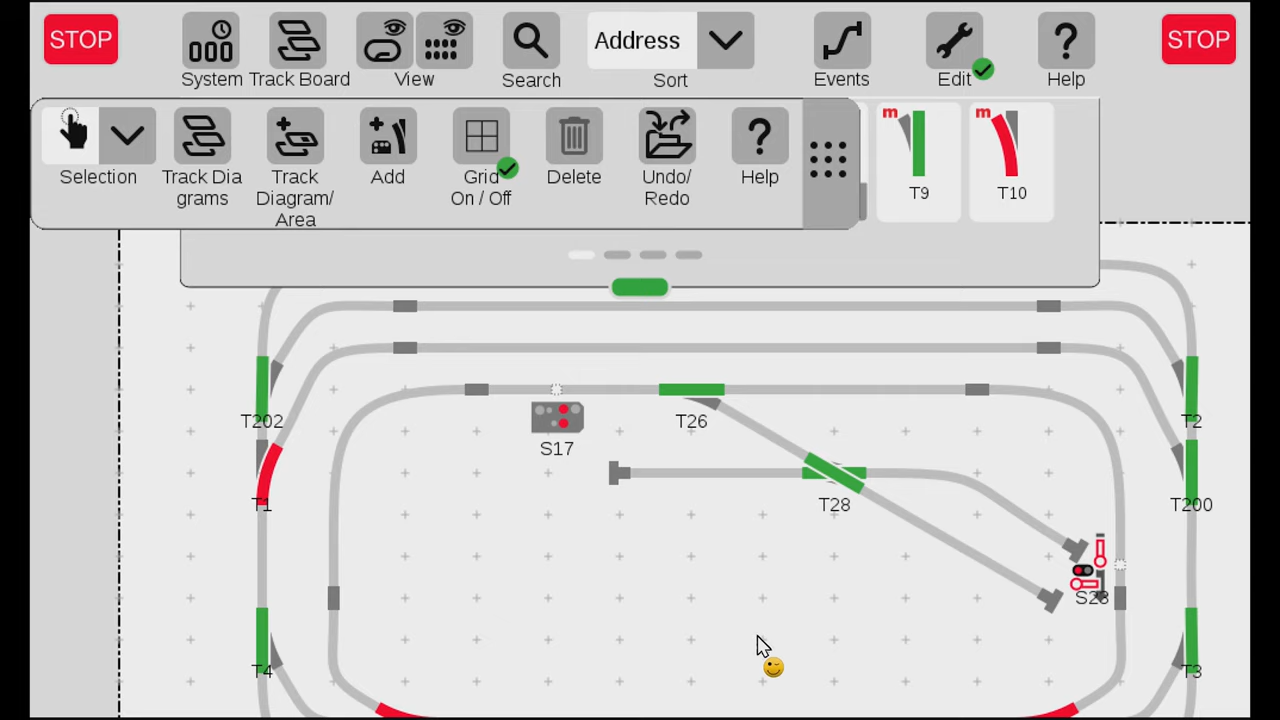 STOP
Address
STOP
System
Track Board
View
Search
Sort
Events
Edit
Help
Selection
Track Dia
grams
Track
Diagram/
Area
Add
Grid
On / Off
Delete
Undo/
Redo
Help
m
T9
m
T10
T202
S17
T26
T2
T1
T28
T200
S23
T4
T3